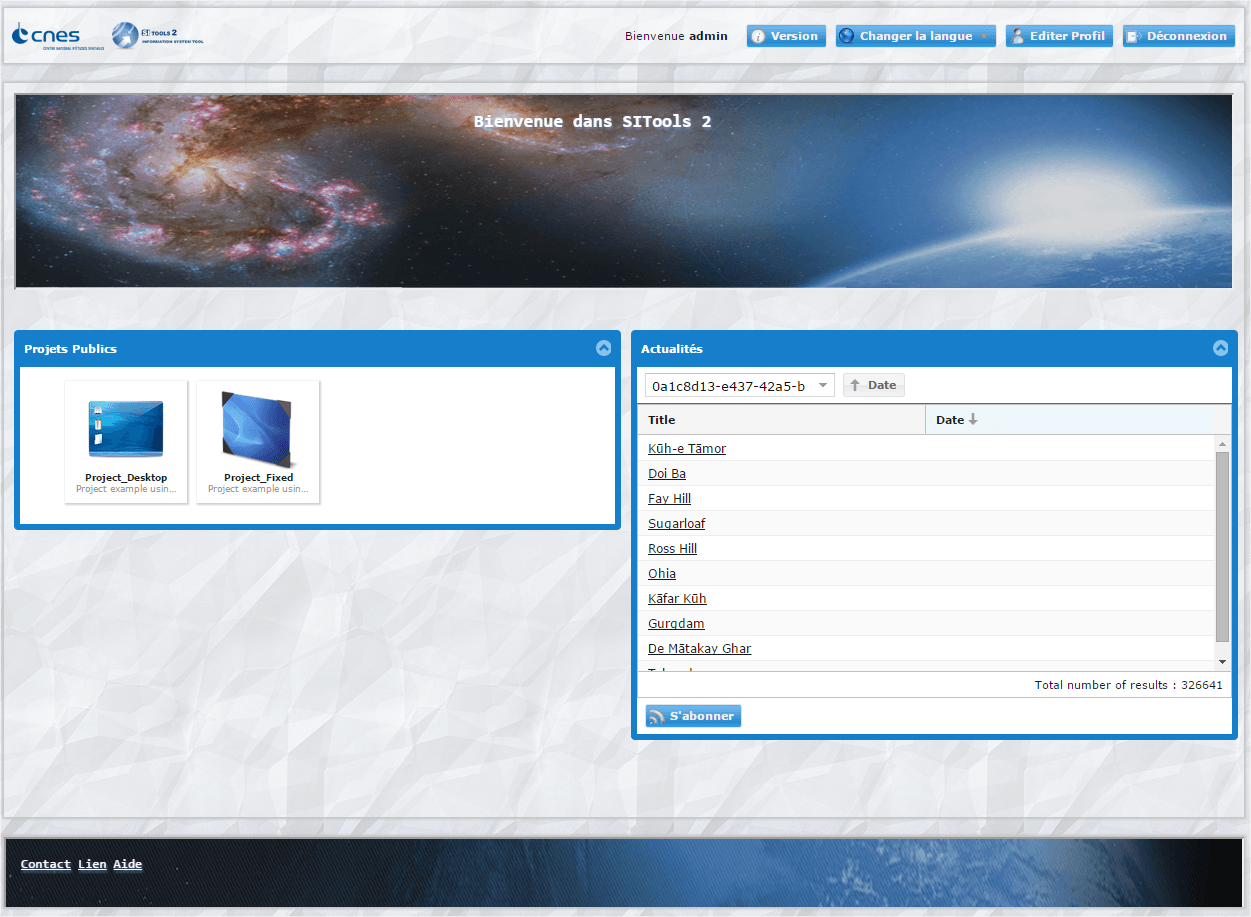 cnes
CENTRE NATIONAL D'ÉTUDES SPATIALES
SITOOLS 2
INFORMATION SYSTEM TOOL
Bienvenue admin
Version
Changer la langue
Editer Profil
Déconnexion
Bienvenue dans SITools 2
Projets Publics
Project_Desktop
Project example usin...
Project_Fixed
Project example usin...
Actualités
0a1c8d13-e437-42a5-b
Date
Title Date
Kūh-e Tāmor
Doi Ba
Fay Hill
Sugarloaf
Ross Hill
Ohia
Kāfar Kūh
Gurgdam
De Mātakay Ghar
Total number of results : 326641
S'abonner
Contact Lien Aide